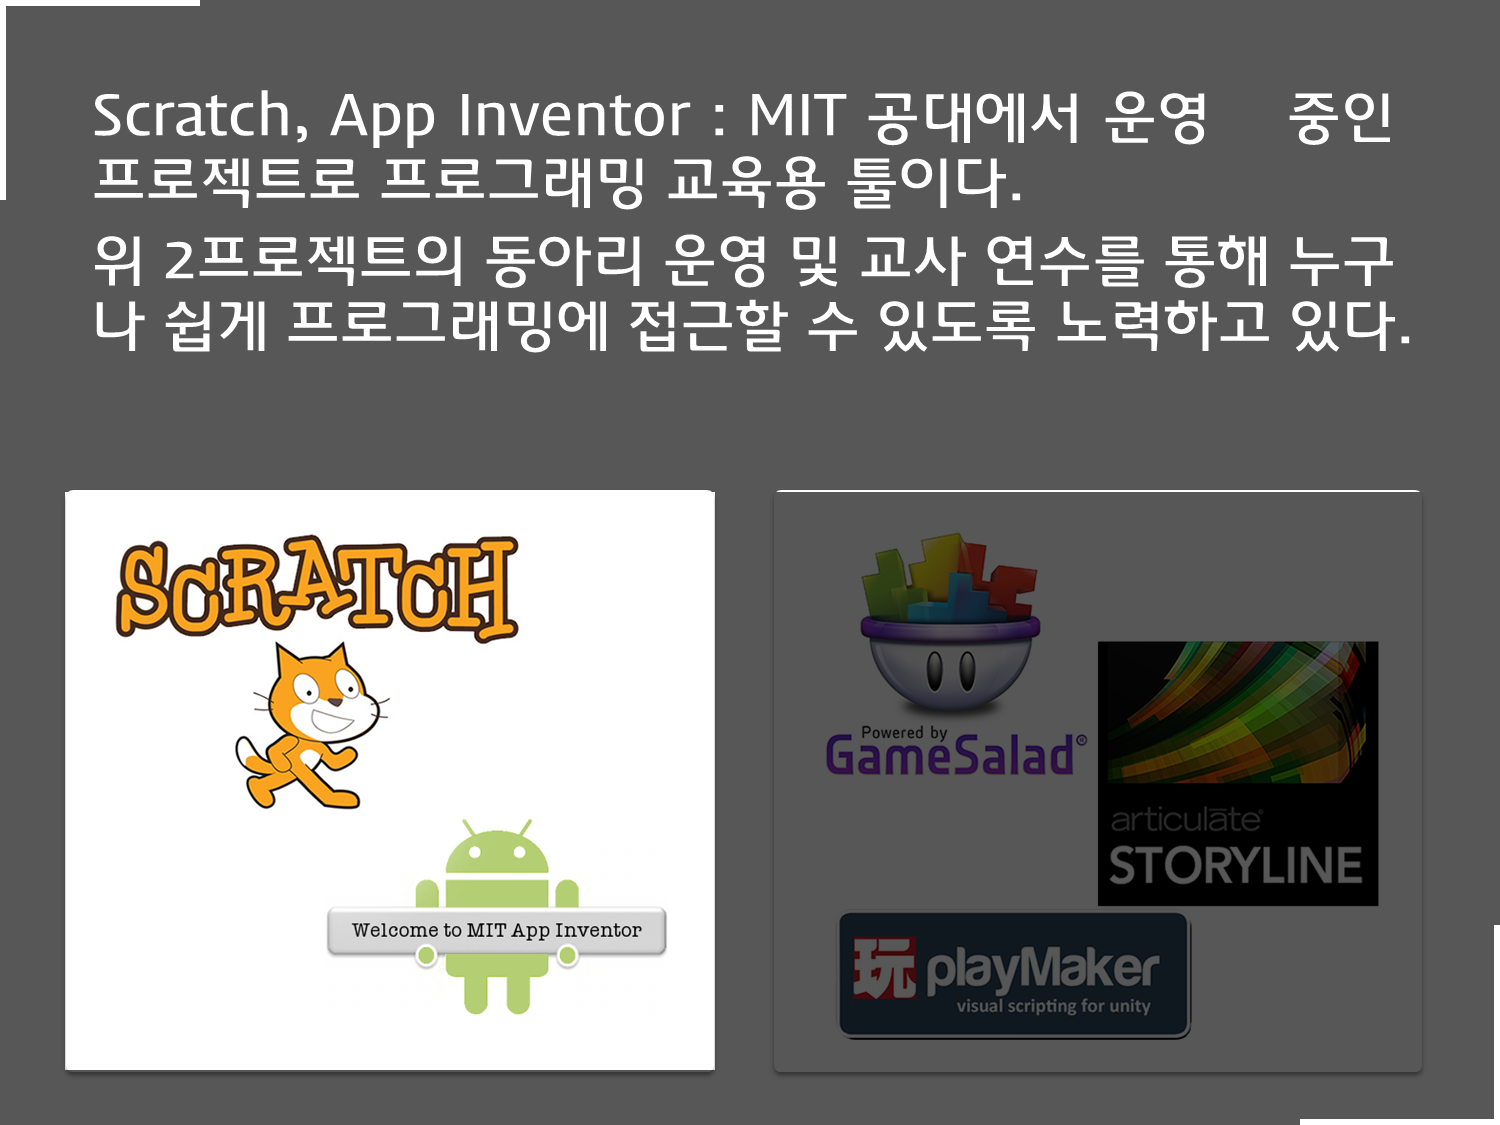 Scratch, App Inventor : MIT 공대에서 운영 중인
프로젝트로 프로그래밍 교육용 툴이다.
위 2프로젝트의 동아리 운영 및 교사 연수를 통해 누구
나 쉽게 프로그래밍에 접근할 수 있도록 노력하고 있다.
SCRATCH
Welcome to MIT App Inventor
Powered by
GameSalad®
articulate®
STORYLINE
玩 playMaker
visual scripting for unity